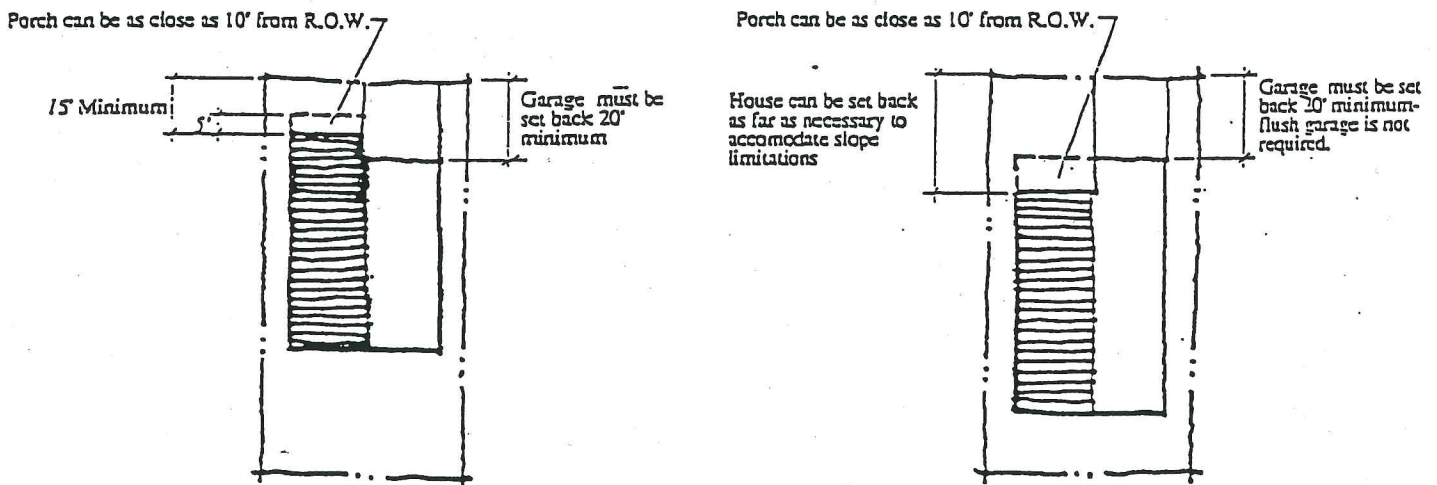 Porch can be as close as 10' from R.O.W.
15' Minimum
5'
Garage must be
set back 20'
minimum
Porch can be as close as 10' from R.O.W.
House can be set back
as far as necessary to
accomodate slope
limitations
Garage must be set
back 20' minimum-
flush garage is not
required.